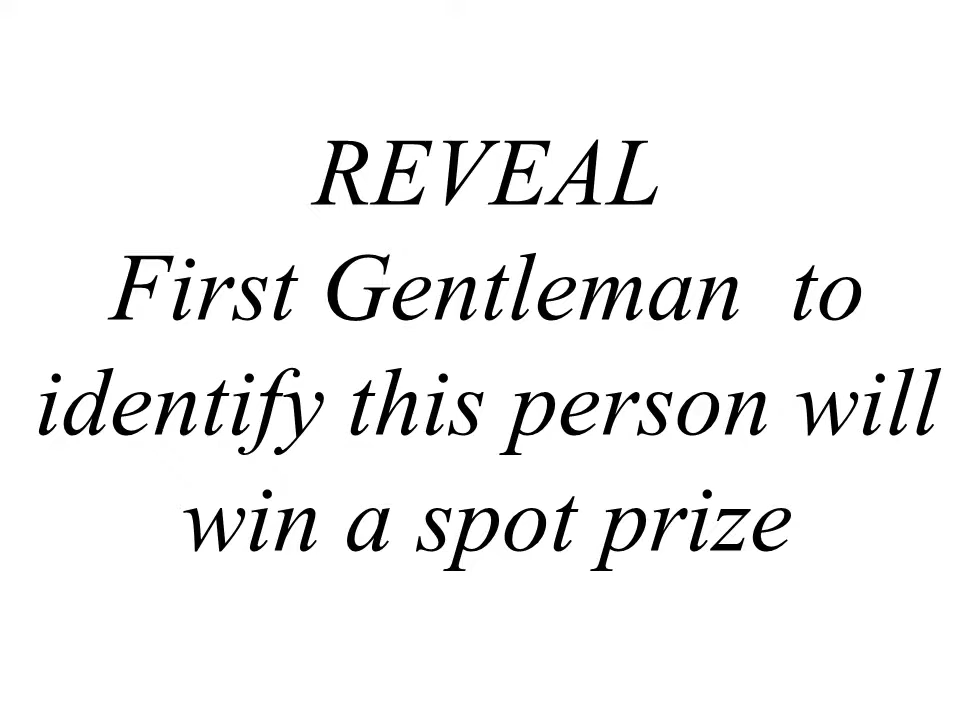 REVEAL
First Gentleman  to
identify this person will
win a spot prize